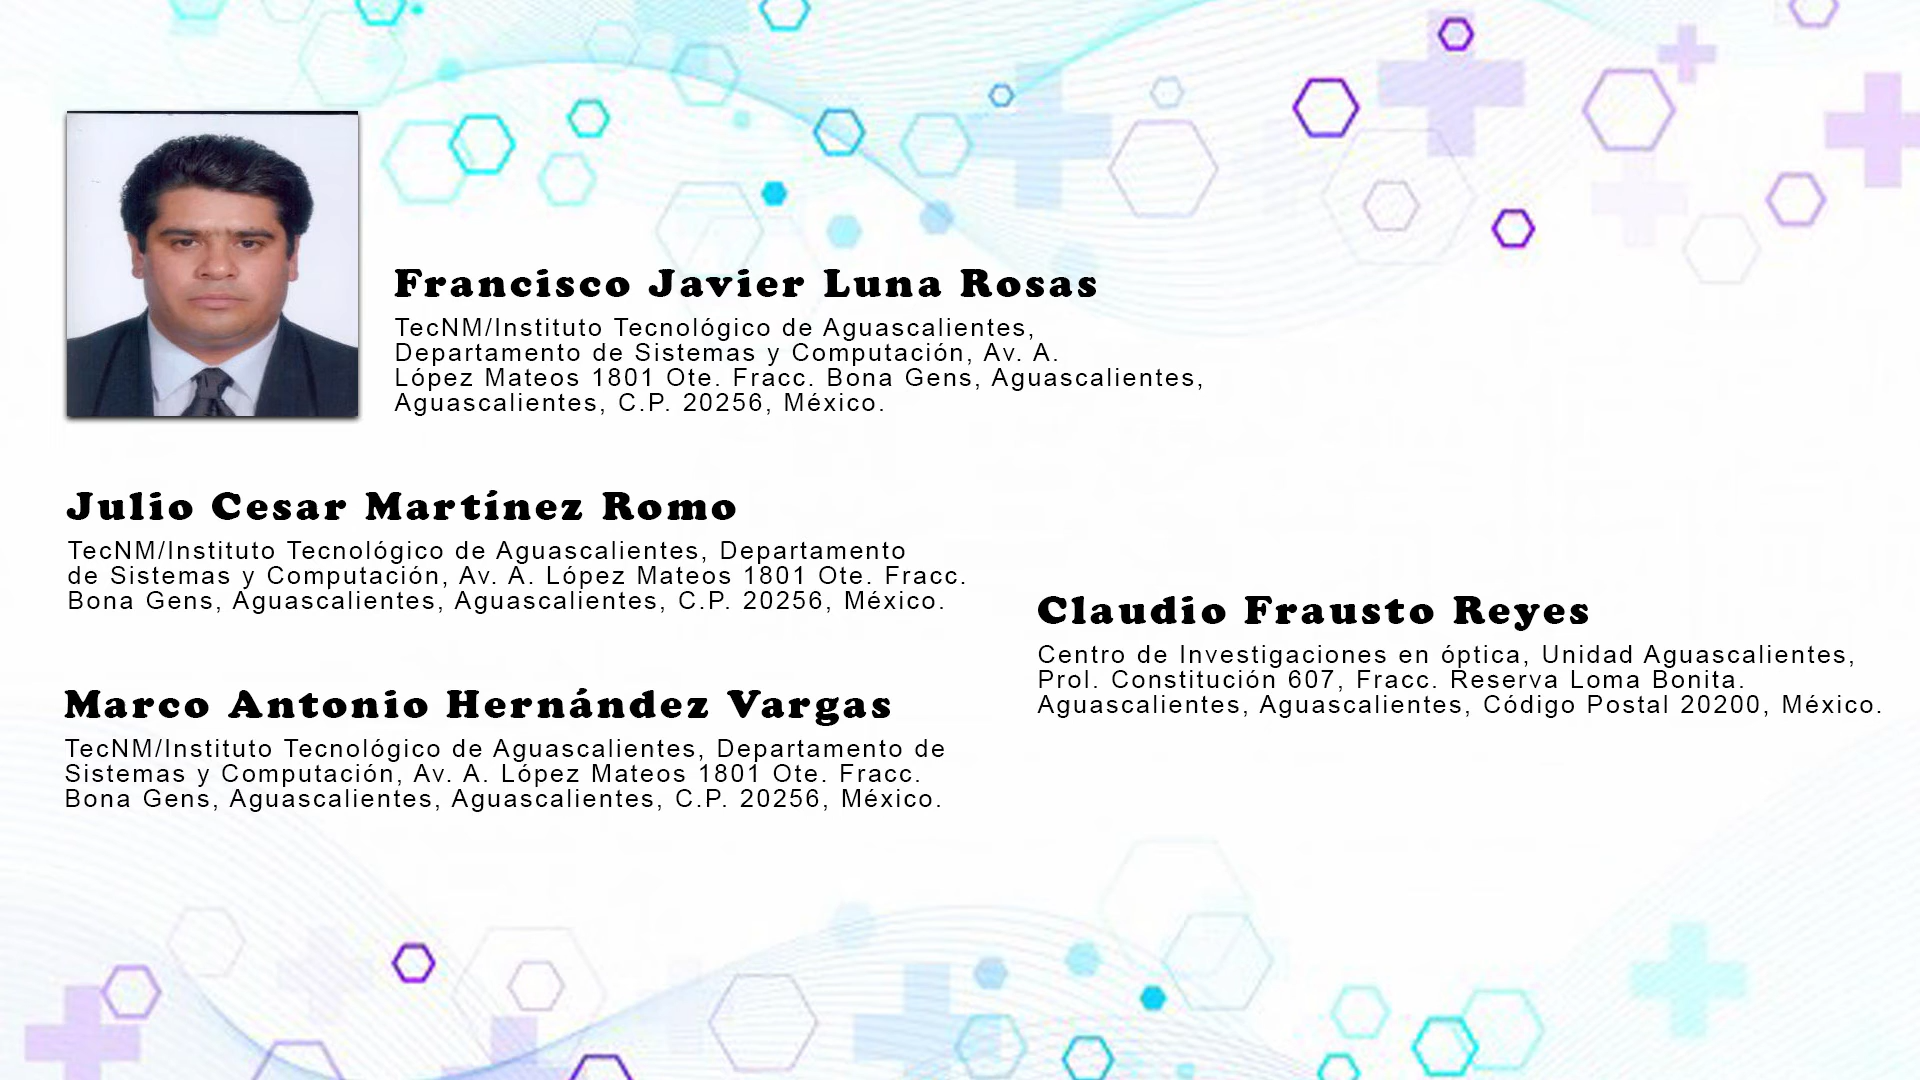 Francisco Javier Luna Rosas
TecNM/Instituto Tecnológico de Aguascalientes,
Departamento de Sistemas y Computación, Av. A.
López Mateos 1801 Ote. Fracc. Bona Gens, Aguascalientes,
Aguascalientes, C.P. 20256, México.
Julio Cesar Martínez Romo
TecNM/Instituto Tecnológico de Aguascalientes, Departamento
de Sistemas y Computación, Av. A. López Mateos 1801 Ote. Fracc.
Bona Gens, Aguascalientes, Aguascalientes, C.P. 20256, México.
Marco Antonio Hernández Vargas
TecNM/Instituto Tecnológico de Aguascalientes, Departamento de
Sistemas y Computación, Av. A. López Mateos 1801 Ote. Fracc.
Bona Gens, Aguascalientes, Aguascalientes, C.P. 20256, México.
Claudio Frausto Reyes
Centro de Investigaciones en óptica, Unidad Aguascalientes,
Prol. Constitución 607, Fracc. Reserva Loma Bonita.
Aguascalientes, Aguascalientes, Código Postal 20200, México.